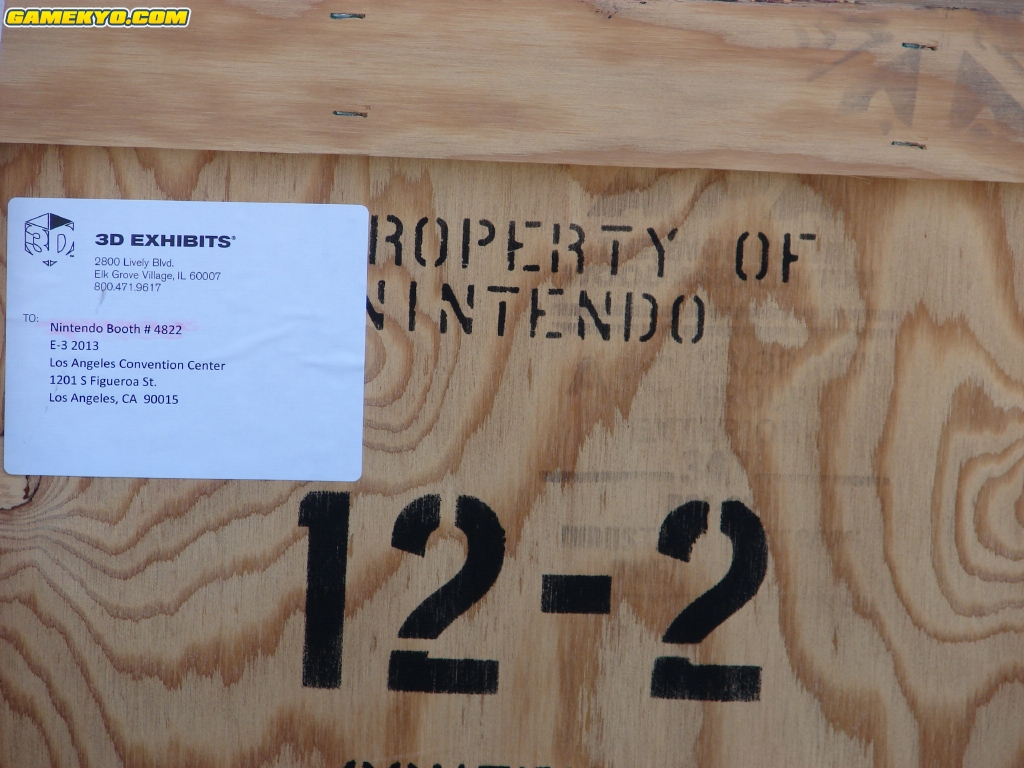 GAMEKYO.COM
3D
3D EXHIBITS
2800 Lively Blvd.
Elk Grove Village, IL 60007
800.471.9617
TO:
Nintendo Booth # 4822
E-3 2013
Los Angeles Convention Center
1201 S Figueroa St.
Los Angeles, CA 90015
ROPERTY OF
NINTENDO
12-2